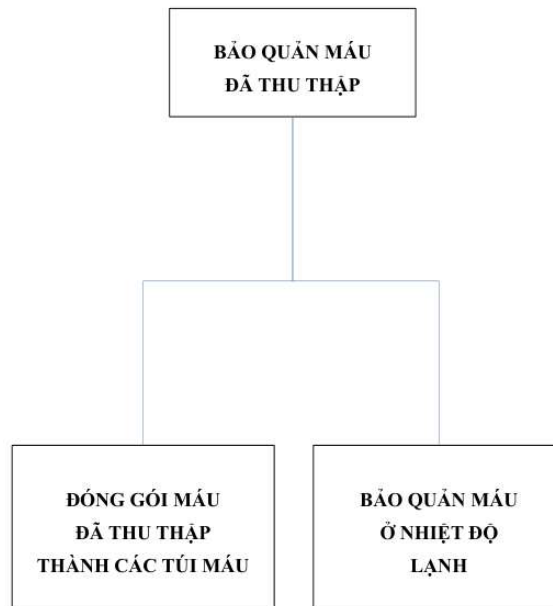 BẢO QUẢN MÁU
ĐÃ THU THẬP
ĐÓNG GÓI MÁU
ĐÃ THU THẬP
THÀNH CÁC TÚI MÁU
BẢO QUẢN MÁU
Ở NHIỆT ĐỘ
LẠNH